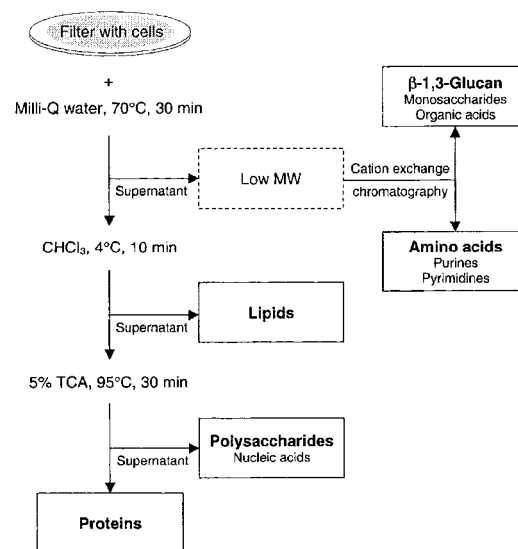 Filter with cells
+
Milli-Q water, 70°C, 30 min
β-1,3-Glucan
Monosaccharides
Organic acids
Supernatant
Low MW
Cation exchange
chromatography
CHCl₃, 4°C, 10 min
Amino acids
Purines
Pyrimidines
Supernatant
Lipids
5% TCA, 95°C, 30 min
Supernatant
Polysaccharides
Nucleic acids
Proteins